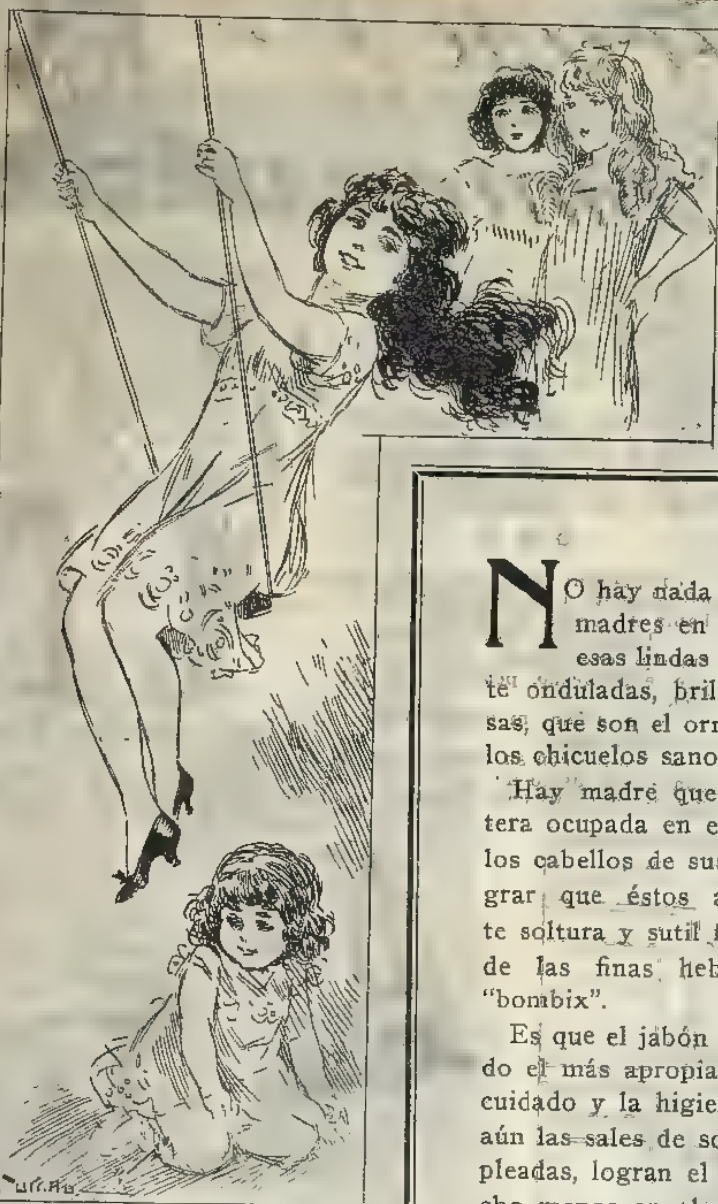 NO hay nada
madres en
esas lindas
te onduladas, bril
sas, que son el orn
los chicuelos sano
Hay madre que
tera ocupada en e
los cabellos de sus
grar que éstos a
te soltura y sutil f
de las finas heb
"bombix".
Es que el jabón
do el más apropia
cuidado y la higie
aún las sales de so
pleadas, logran el